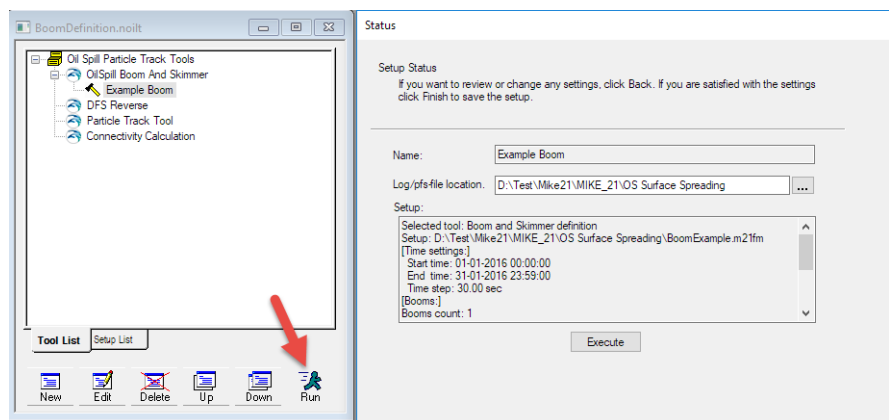 BoomDefinition.noilt
Oil Spill Particle Track Tools
OilSpill Boom And Skimmer
Example Boom
DFS Reverse
Particle Track Tool
Connectivity Calculation
Tool List
Setup List
New
Edit
Delete
Up
Down
Run
Status
Setup Status
If you want to review or change any settings, click Back. If you are satisfied with the settings
click Finish to save the setup.
Name:
Example Boom
Log/pfs-file location.
D:\Test\Mike21\MIKE_21\OS Surface Spreading
...
Setup:
Selected tool: Boom and Skimmer definition
Setup: D:\Test\Mike21\MIKE_21\OS Surface Spreading\BoomExample.m21fm
[Time settings:]
Start time: 01-01-2016 00:00:00
End time: 31-01-2016 23:59:00
Time step: 30.00 sec
[Booms:]
Booms count: 1
Execute